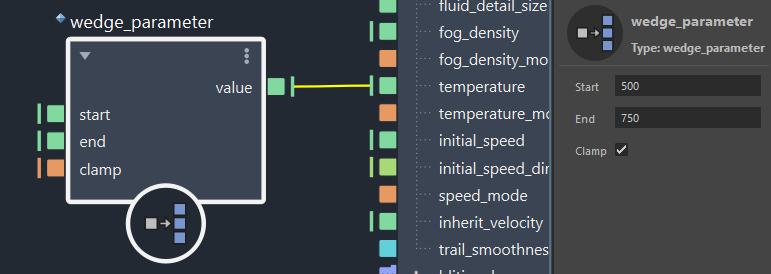 wedge_parameter
value
start
end
clamp
fluid_detail_size
fog_density
fog_density_mo
temperature
temperature_mo
initial_speed
initial_speed_dir
speed_mode
inherit_velocity
trail_smoothness
wedge_parameter
Type: wedge_parameter
Start 500
End 750
Clamp